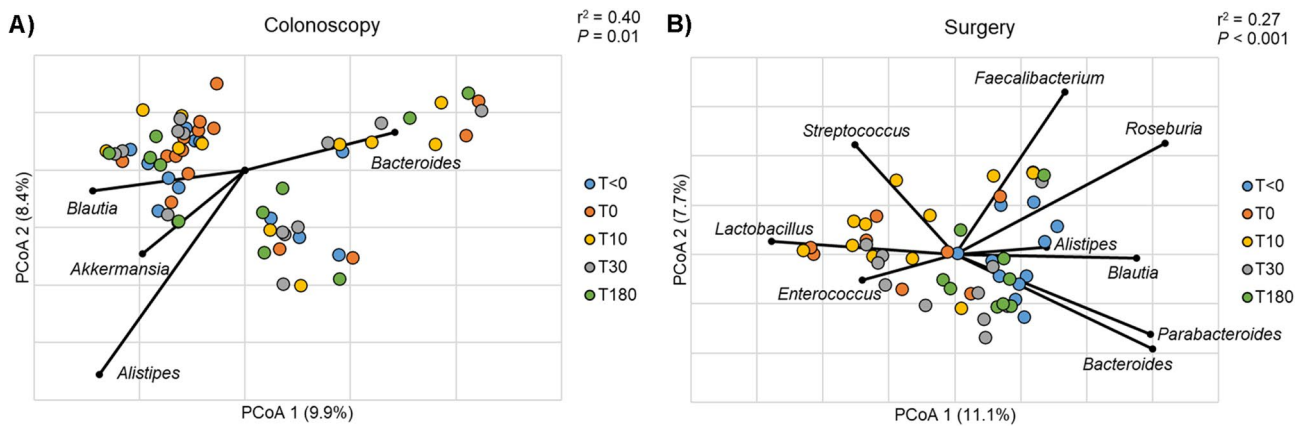 A)
Colonoscopy
r² = 0.40
P = 0.01
PCoA 2 (8.4%)
Bacteroides
Blautia
Akkermansia
Alistipes
PCoA 1 (9.9%)
T<0
T0
T10
T30
T180
B)
Surgery
r² = 0.27
P < 0.001
PCoA 2 (7.7%)
Faecalibacterium
Streptococcus
Roseburia
Lactobacillus
Alistipes
Blautia
Enterococcus
Parabacteroides
Bacteroides
PCoA 1 (11.1%)
T<0
T0
T10
T30
T180